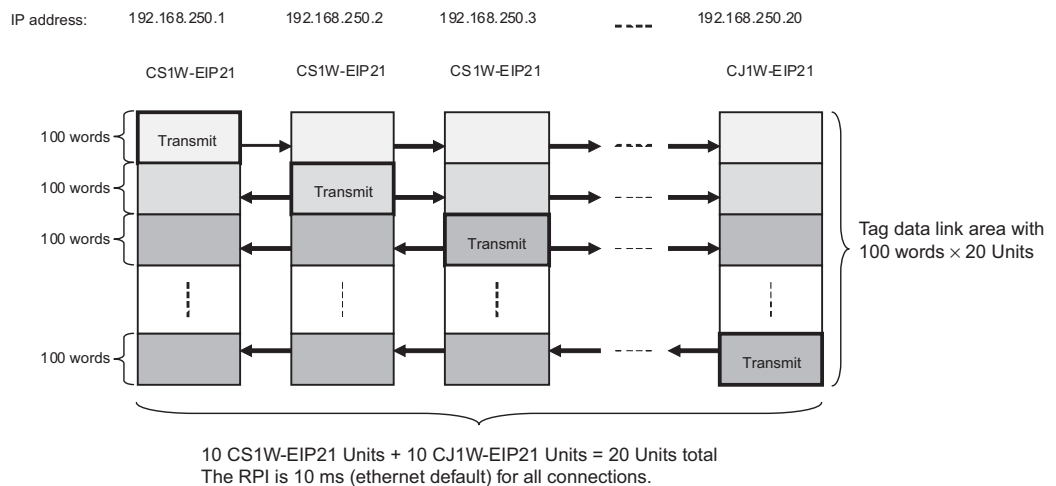 IP address: 192.168.250.1 192.168.250.2 192.168.250.3 192.168.250.20
CS1W-EIP21 CS1W-EIP21 CS1W-EIP21 CJ1W-EIP21
100 words Transmit
100 words Transmit
100 words Transmit
Tag data link area with
100 words × 20 Units
100 words Transmit
10 CS1W-EIP21 Units + 10 CJ1W-EIP21 Units = 20 Units total
The RPI is 10 ms (ethernet default) for all connections.